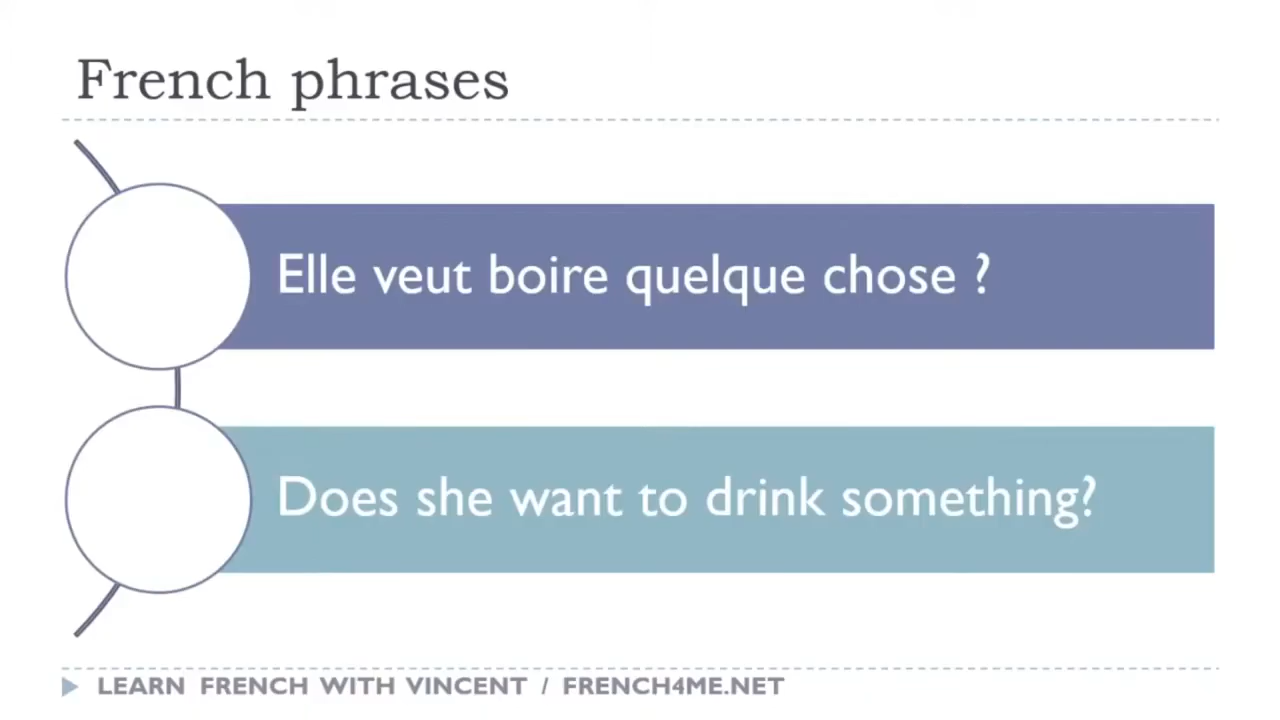 French phrases
Elle veut boire quelque chose ?
Does she want to drink something?
LEARN FRENCH WITH VINCENT / FRENCH4ME.NET